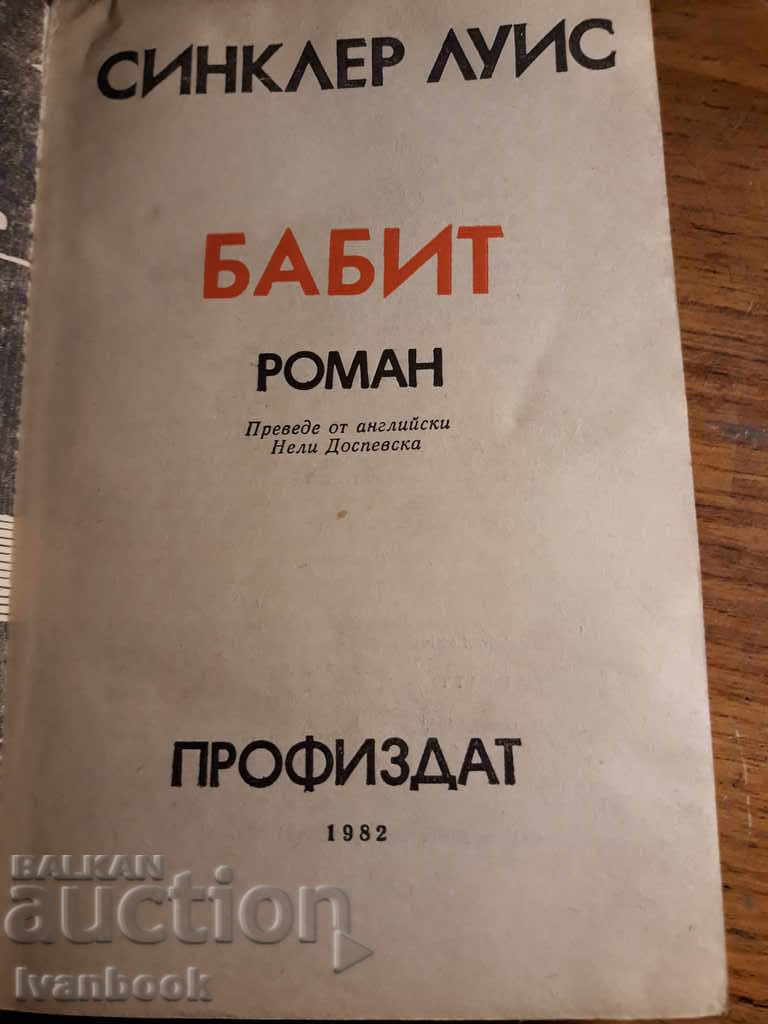 СИНКЛЕР ЛУИС
БАБИТ
РОМАН
Преведе от английски
Нели Доспевска
ПРОФИЗДАТ
1982
BALKAN
auction
Ivanbook